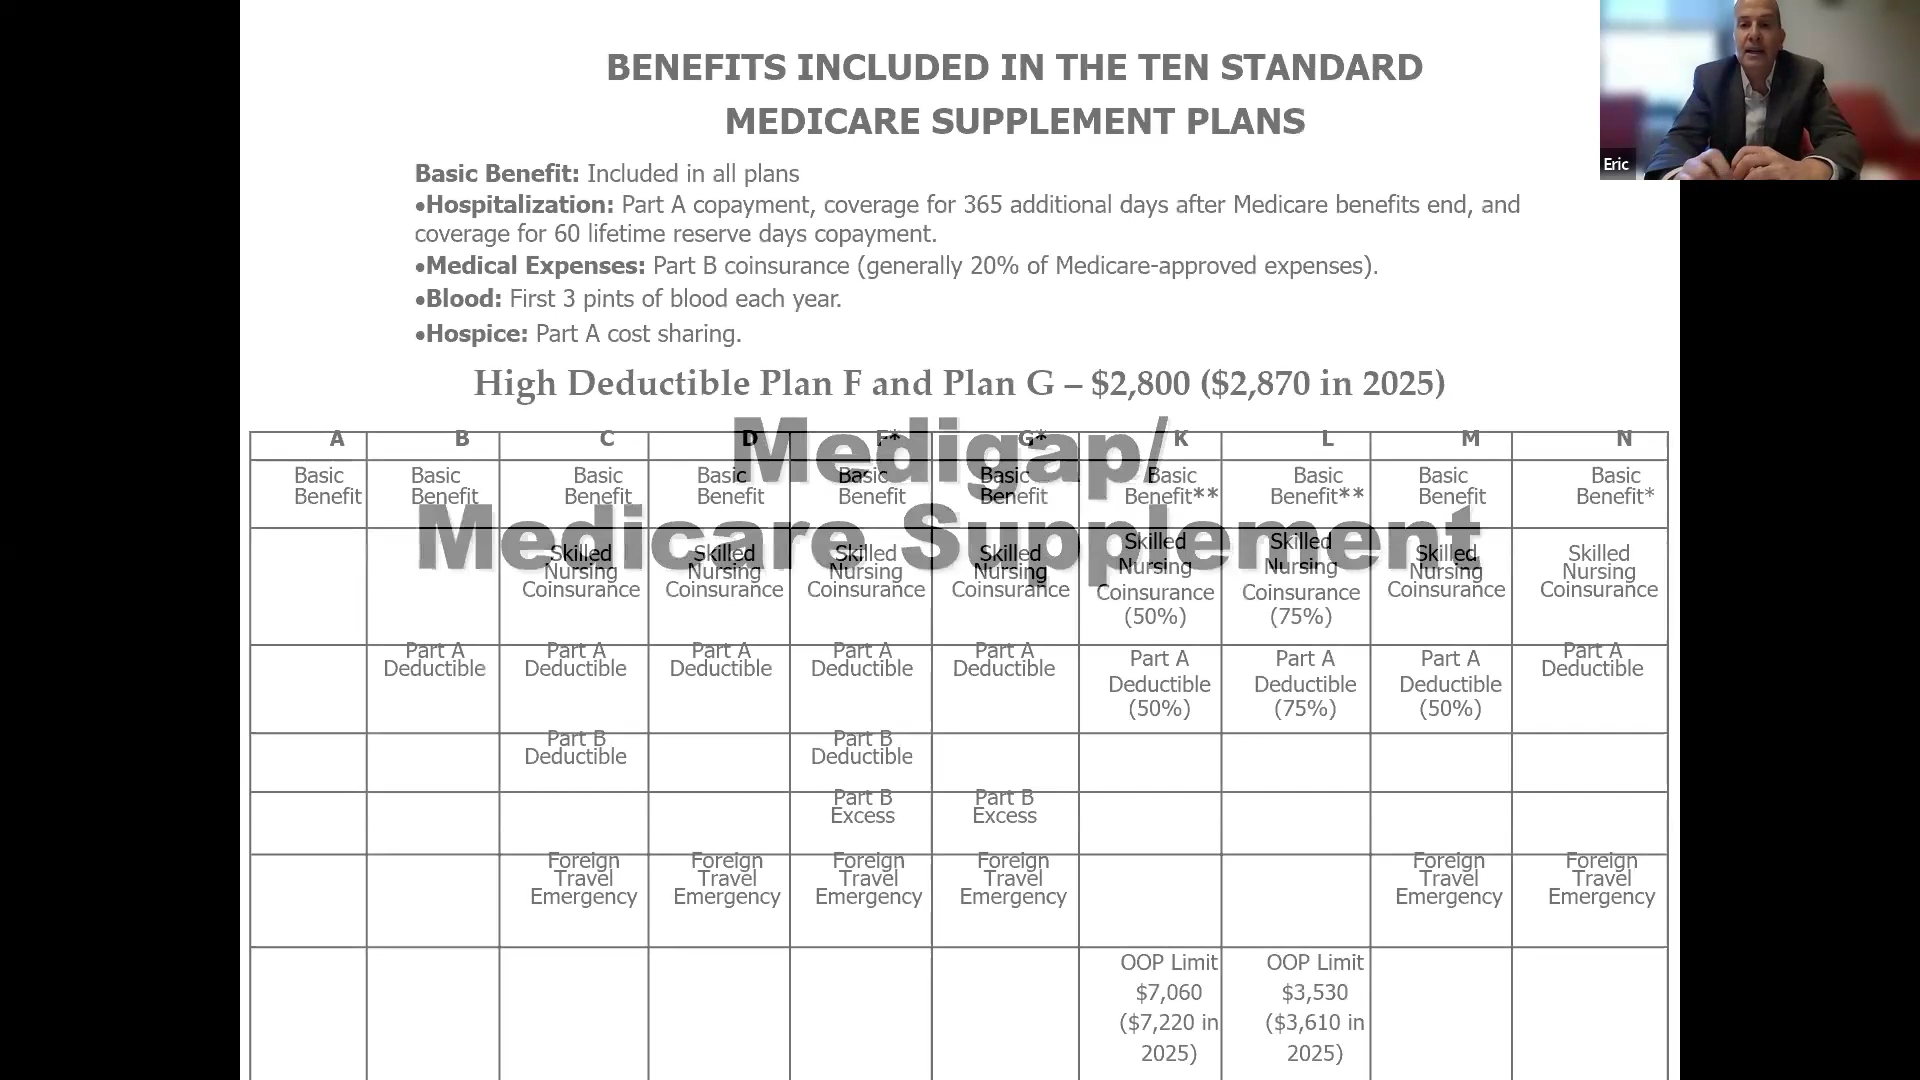 BENEFITS INCLUDED IN THE TEN STANDARD
MEDICARE SUPPLEMENT PLANS
Eric
Basic Benefit: Included in all plans
•Hospitalization: Part A copayment, coverage for 365 additional days after Medicare benefits end, and
coverage for 60 lifetime reserve days copayment.
•Medical Expenses: Part B coinsurance (generally 20% of Medicare-approved expenses).
•Blood: First 3 pints of blood each year.
•Hospice: Part A cost sharing.
High Deductible Plan F and Plan G – $2,800 ($2,870 in 2025)
Medigap/
Medicare Supplement
A B C D F* G* K L M N
Basic Basic Basic Basic Basic Basic Basic Basic Basic Basic
Benefit Benefit Benefit Benefit Benefit Benefit Benefit** Benefit** Benefit Benefit*
Skilled Skilled Skilled Skilled Skilled Skilled Skilled Skilled
Nursing Nursing Nursing Nursing Nursing Nursing Nursing Nursing
Coinsurance Coinsurance Coinsurance Coinsurance Coinsurance Coinsurance Coinsurance Coinsurance
(50%) (75%)
Part A Part A Part A Part A Part A Part A Part A Part A Part A
Deductible Deductible Deductible Deductible Deductible Deductible Deductible Deductible Deductible
(50%) (75%) (50%)
Part B Part B
Deductible Deductible
Part B Part B
Excess Excess
Foreign Foreign Foreign Foreign Foreign Foreign
Travel Travel Travel Travel Travel Travel
Emergency Emergency Emergency Emergency Emergency Emergency
OOP Limit OOP Limit
$7,060 $3,530
($7,220 in ($3,610 in
2025) 2025)